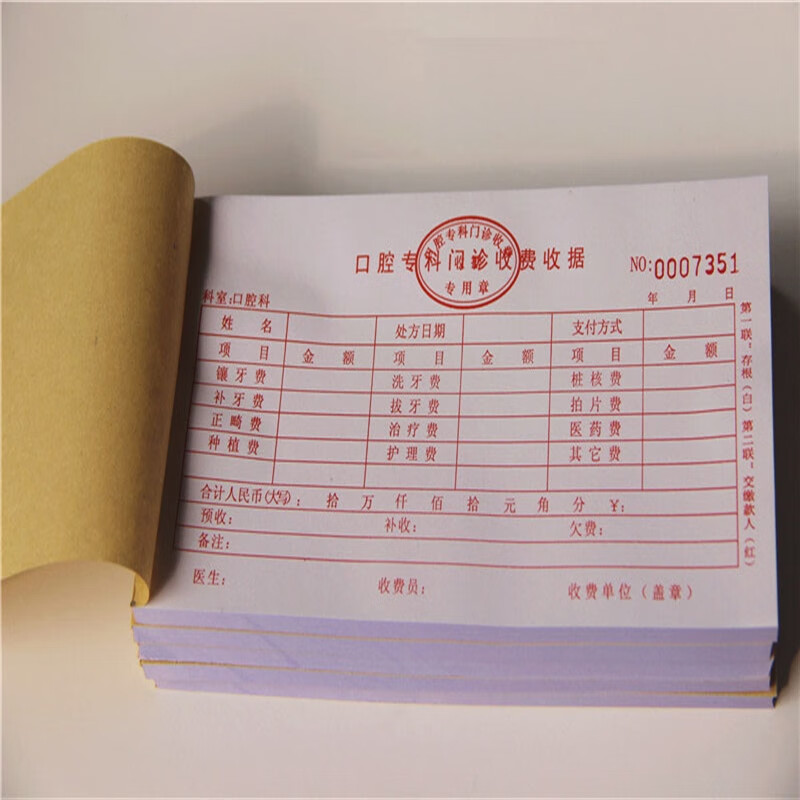 口腔专科门诊收费收据
口腔专科门诊收费
专用章
NO:0007351
科室:口腔科
年 月 日
姓 名 处方日期 支付方式
项 目 金 额 项 目 金 额 项 目 金 额
镶牙费 洗牙费 桩核费
补牙费 拔牙费 拍片费
正畸费 治疗费 医药费
种植费 护理费 其它费
合计人民币(大写): 拾 万 仟 佰 拾 元 角 分 ¥:
预收: 补收: 欠费:
备注:
医生: 收费员: 收费单位(盖章)
第一联:存根(白) 第二联:交缴款人(红)